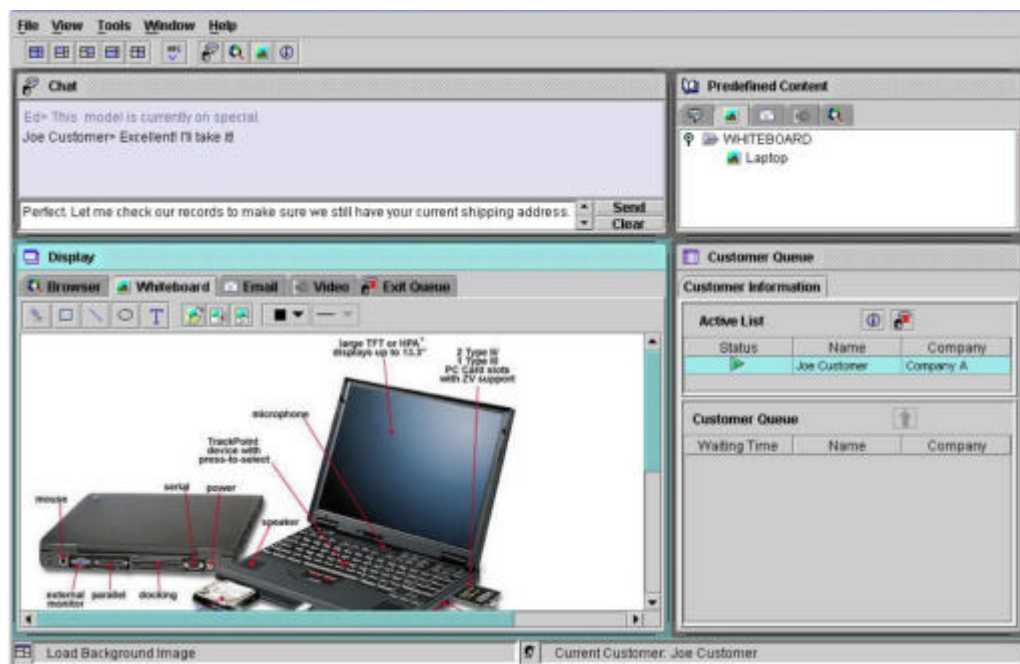 File View Tools Window Help
ABC
Chat
Ed> This model is currently on special.
Joe Customer> Excellent! I'll take it!
Perfect. Let me check our records to make sure we still have your current shipping address.
Send
Clear
Predefined Content
WHITEBOARD
Laptop
Display
Browser Whiteboard Email Video Exit Queue
T
large TFT or HPA
displays up to 13.3"
2 Type II/
1 Type III
PC Card slots
with ZV support
microphone
TrackPoint
device with
press-to-select
serial power
mouse
speaker
external
monitor
parallel docking
Customer Queue
Customer Information
Active List
Status Name Company
Joe Customer Company A
Customer Queue
Waiting Time Name Company
Load Background Image
Current Customer: Joe Customer